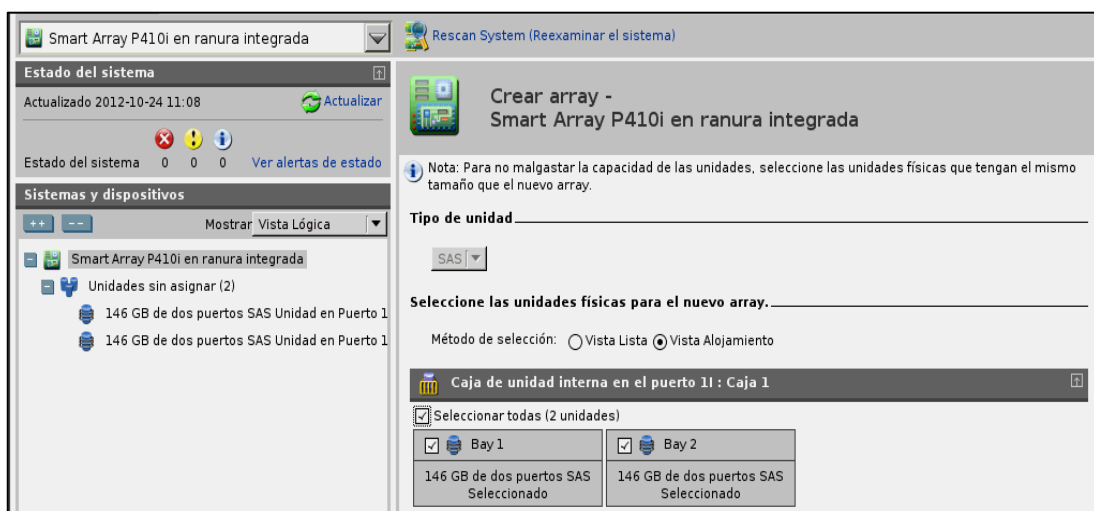 Smart Array P410i en ranura integrada
Rescan System (Reexaminar el sistema)
Estado del sistema
Actualizado 2012-10-24 11:08
Actualizar
Estado del sistema 0 0 0 Ver alertas de estado
Sistemas y dispositivos
++ -- Mostrar Vista Lógica
Smart Array P410i en ranura integrada
Unidades sin asignar (2)
146 GB de dos puertos SAS Unidad en Puerto 1
146 GB de dos puertos SAS Unidad en Puerto 1
Crear array -
Smart Array P410i en ranura integrada
Nota: Para no malgastar la capacidad de las unidades, seleccione las unidades físicas que tengan el mismo
tamaño que el nuevo array.
Tipo de unidad
SAS
Seleccione las unidades físicas para el nuevo array.
Método de selección: Vista Lista Vista Alojamiento
Caja de unidad interna en el puerto 1I : Caja 1
Seleccionar todas (2 unidades)
Bay 1
146 GB de dos puertos SAS
Seleccionado
Bay 2
146 GB de dos puertos SAS
Seleccionado